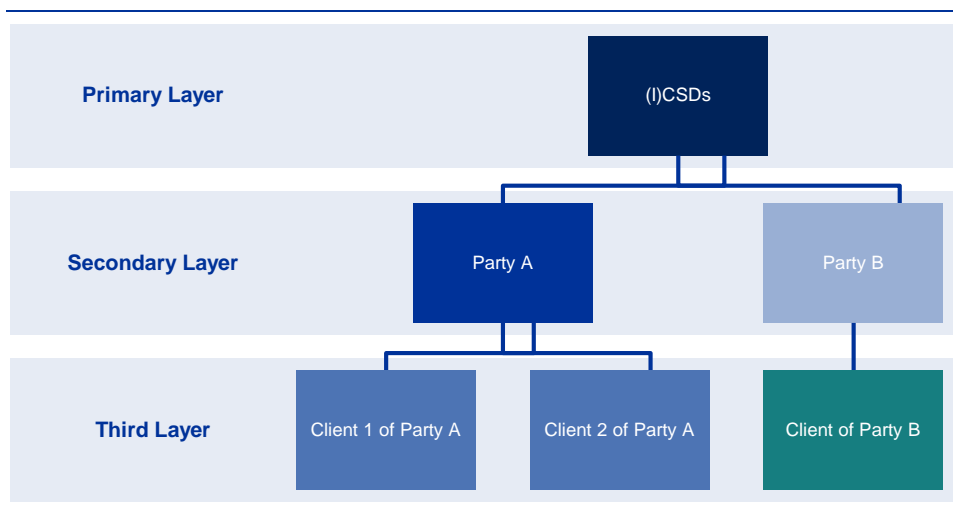 Primary Layer
(I)CSDs
Secondary Layer
Party A
Party B
Third Layer
Client 1 of Party A
Client 2 of Party A
Client of Party B